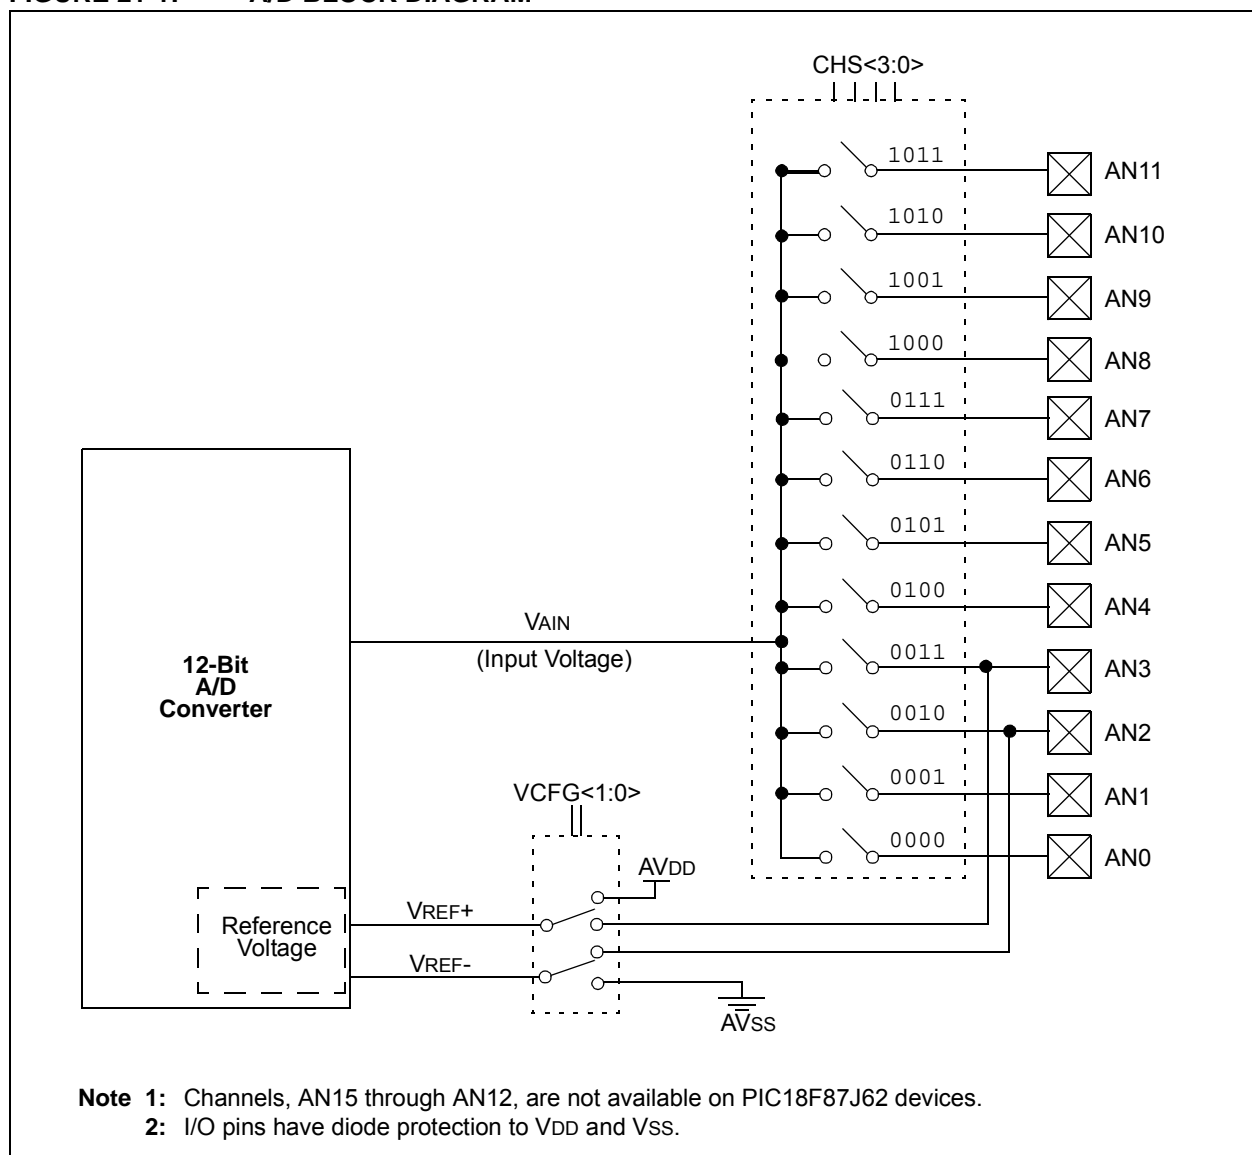 CHS<3:0>
1011 AN11
1010 AN10
1001 AN9
1000 AN8
0111 AN7
0110 AN6
0101 AN5
0100 AN4
VAIN
(Input Voltage)
12-Bit
A/D
Converter
0011 AN3
0010 AN2
0001 AN1
0000 AN0
VCFG<1:0>
AVDD
Reference
Voltage
VREF+
VREF-
AVSS
Note 1: Channels, AN15 through AN12, are not available on PIC18F87J62 devices.
2: I/O pins have diode protection to VDD and VSS.